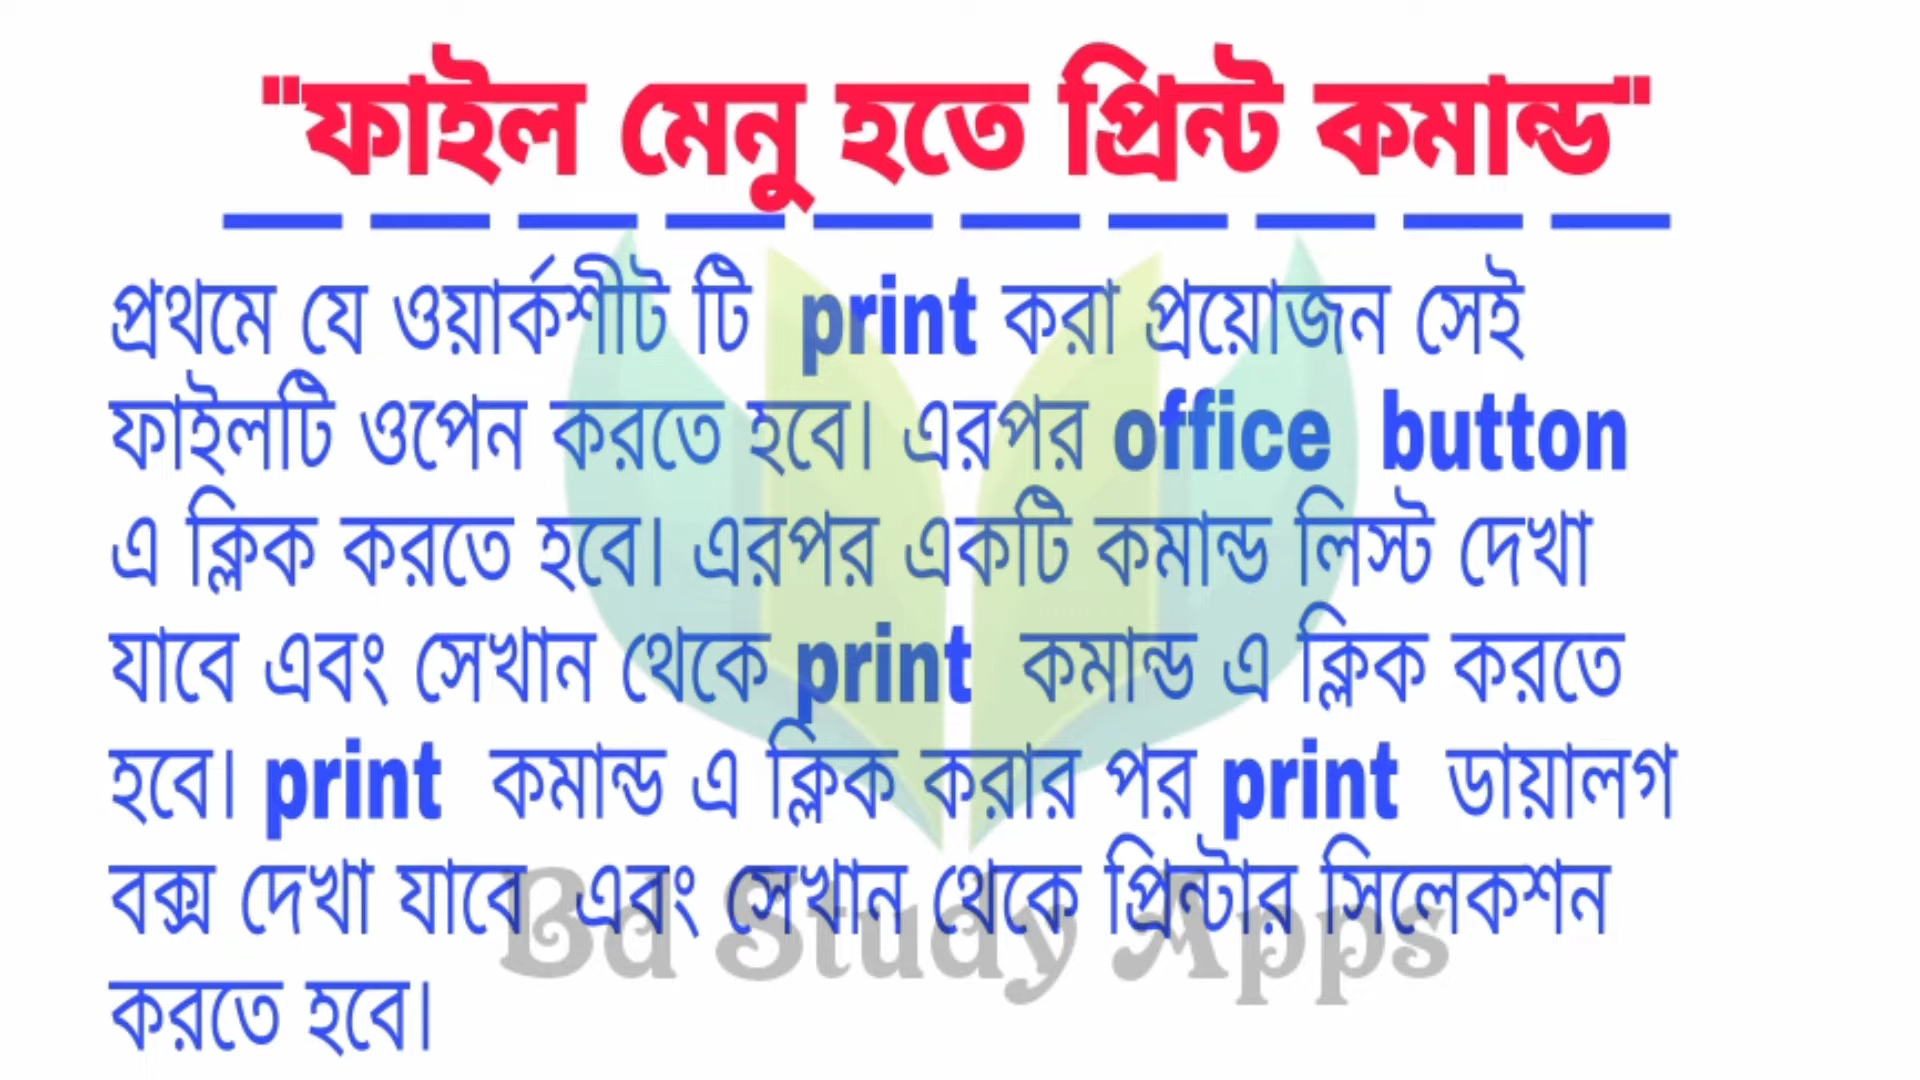 "ফাইল মেনু হতে প্রিন্ট কমান্ড"
প্রথমে যে ওয়ার্কশীট টি print করা প্রয়োজন সেই
ফাইলটি ওপেন করতে হবে। এরপর office button
এ ক্লিক করতে হবে। এরপর একটি কমান্ড লিস্ট দেখা
যাবে এবং সেখান থেকে print কমান্ড এ ক্লিক করতে
হবে। print কমান্ড এ ক্লিক করার পর print ডায়ালগ
বক্স দেখা যাবে এবং সেখান থেকে প্রিন্টার সিলেকশন
Bd Study Apps
করতে হবে।